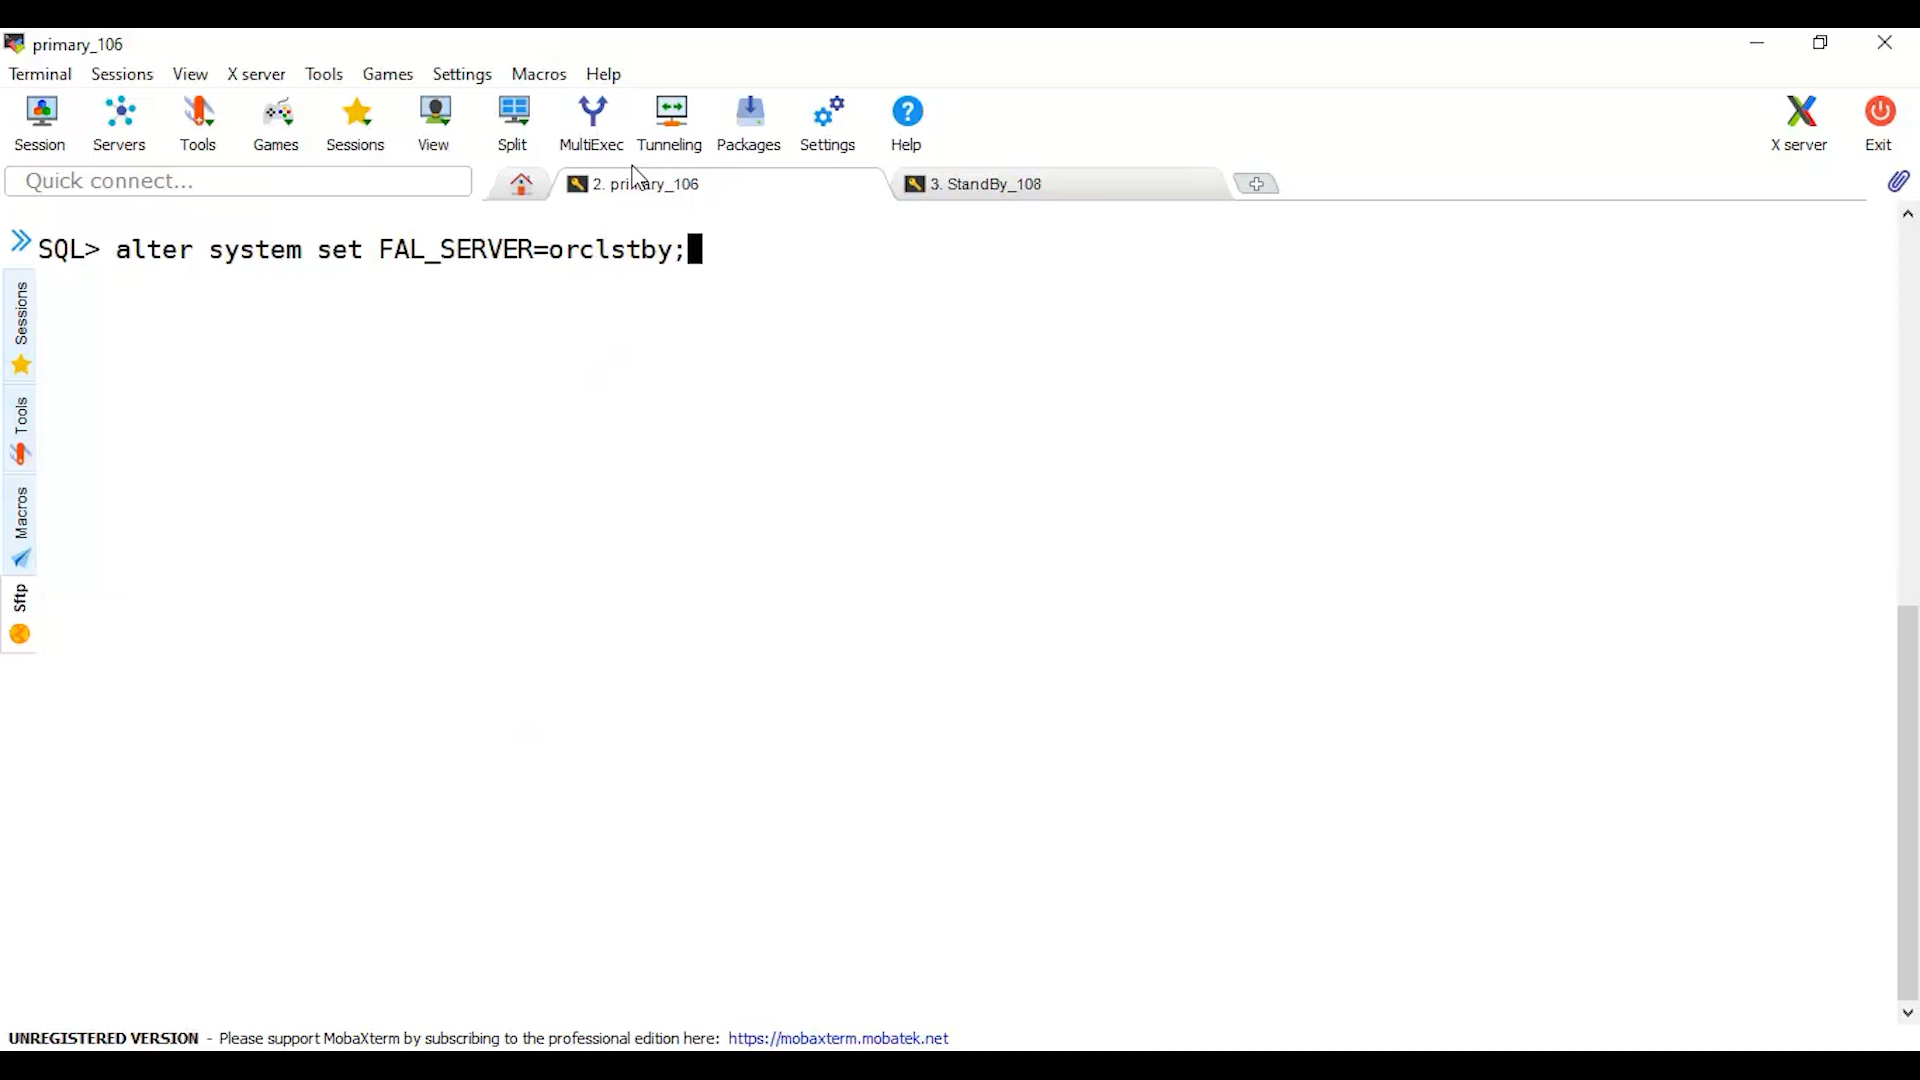 primary_106
Terminal Sessions View X server Tools Games Settings Macros Help
Session Servers Tools Games Sessions View Split MultiExec Tunneling Packages Settings Help X server Exit
Quick connect...
2. primary_106
3. StandBy_108
SQL> alter system set FAL_SERVER=orclstby;
Sessions
Tools
Macros
Sftp
UNREGISTERED VERSION - Please support MobaXterm by subscribing to the professional edition here: https://mobaxterm.mobatek.net